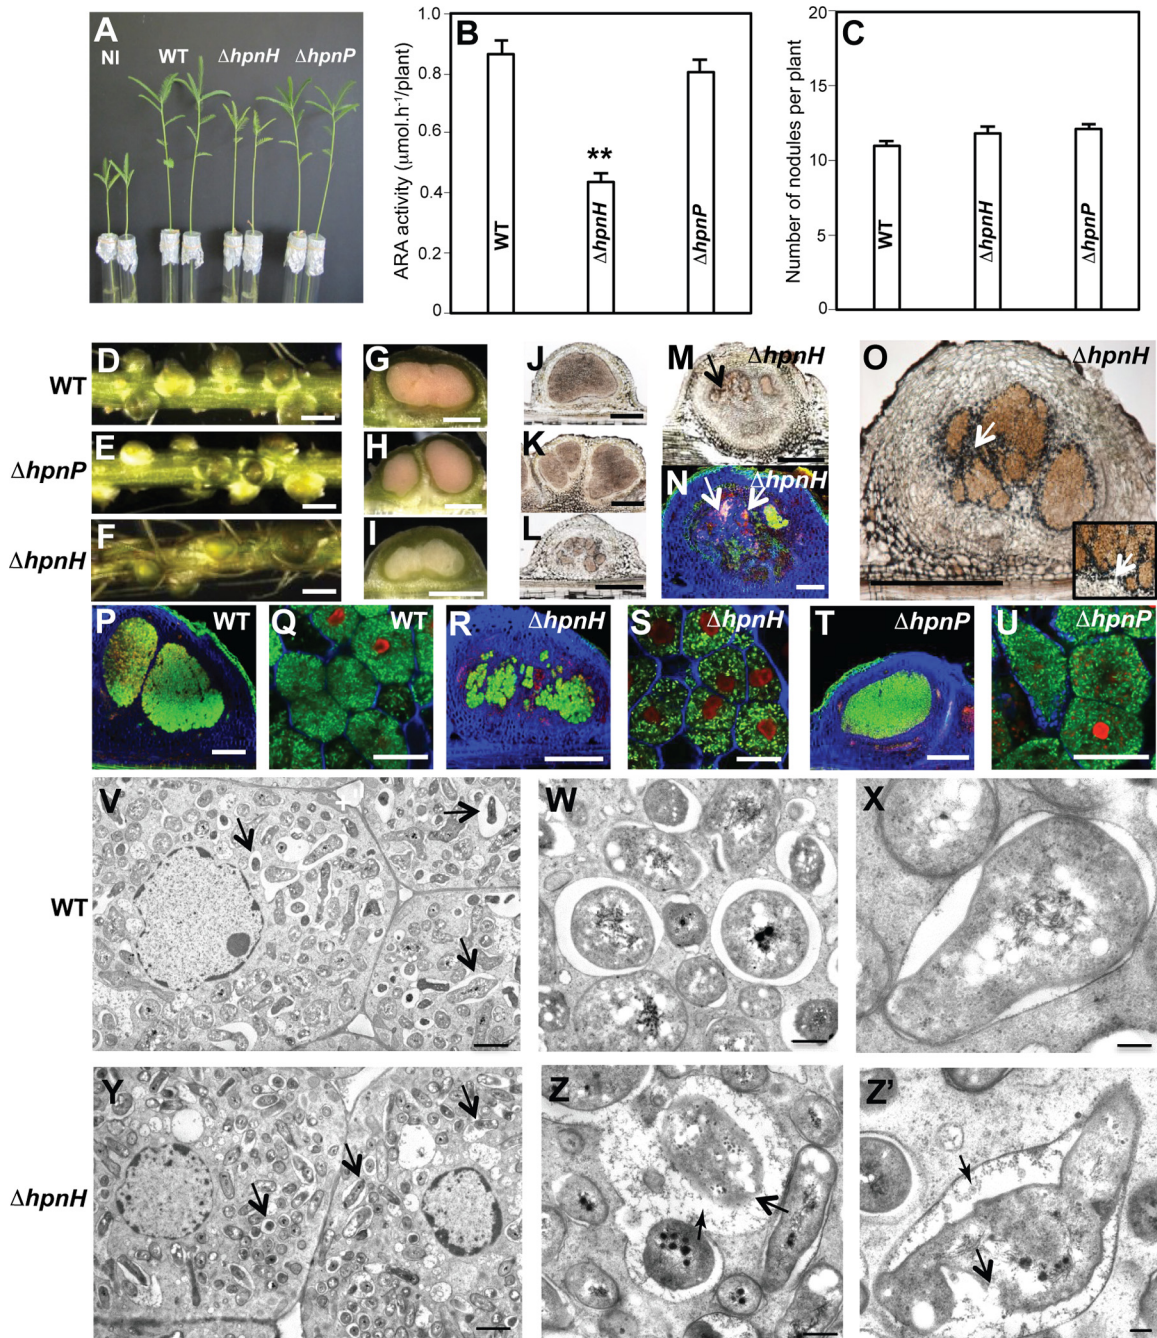 A
NI WT ΔhpnH ΔhpnP
B
ARA activity (µmol.h⁻¹/plant)
1.0
0.8
0.6
0.4
0.2
0
WT
**
ΔhpnH
ΔhpnP
C
Number of nodules per plant
20
15
10
5
0
WT
ΔhpnH
ΔhpnP
WT
D
G
J
M ΔhpnH
O ΔhpnH
ΔhpnP
E
H
K
N ΔhpnH
ΔhpnH
F
I
L
P WT
Q WT
R ΔhpnH
S ΔhpnH
T ΔhpnP
U ΔhpnP
WT
V
W
X
ΔhpnH
Y
Z
Z'